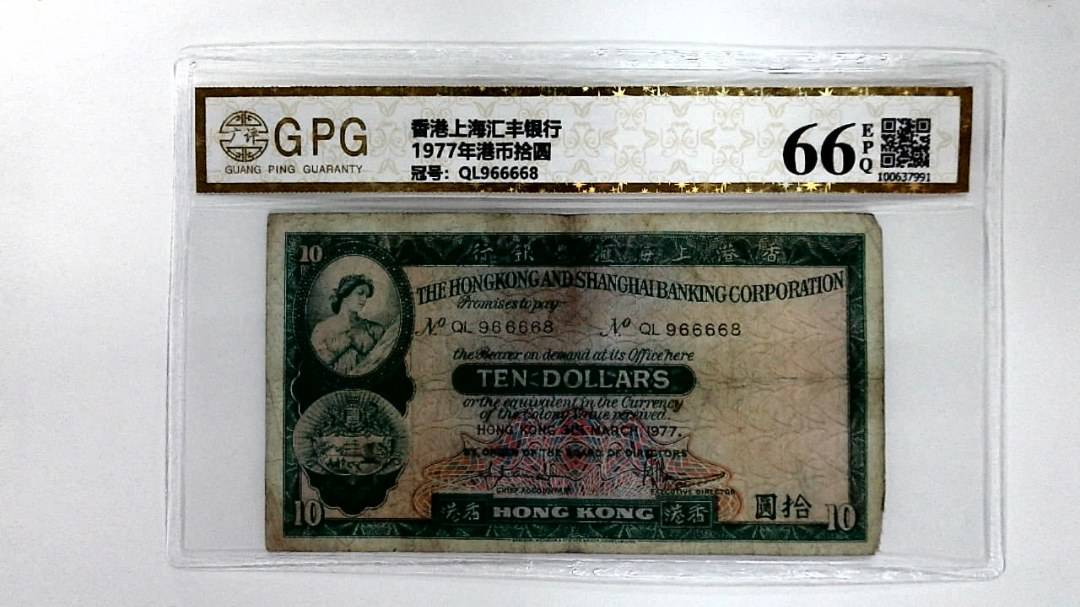 广评
GPG
GUANG PING GUARANTY
香港上海汇丰银行
1977年港币拾圆
冠号：QL966668
66
EPQ
100637991
10
行銀豐滙海上港香
THE HONGKONG AND SHANGHAI BANKING CORPORATION
Promises to pay
Nº QL 966668 Nº QL 966668
the Bearer on demand at its Office here
TEN DOLLARS
or the equivalent in the Currency
of the Colony Value received.
HONG KONG MARCH 1977.
BY ORDER OF THE BOARD OF DIRECTORS
CHIEF ACCOUNTANT EXECUTIVE DIRECTOR
10 港香 HONG KONG 港香 圓拾 10